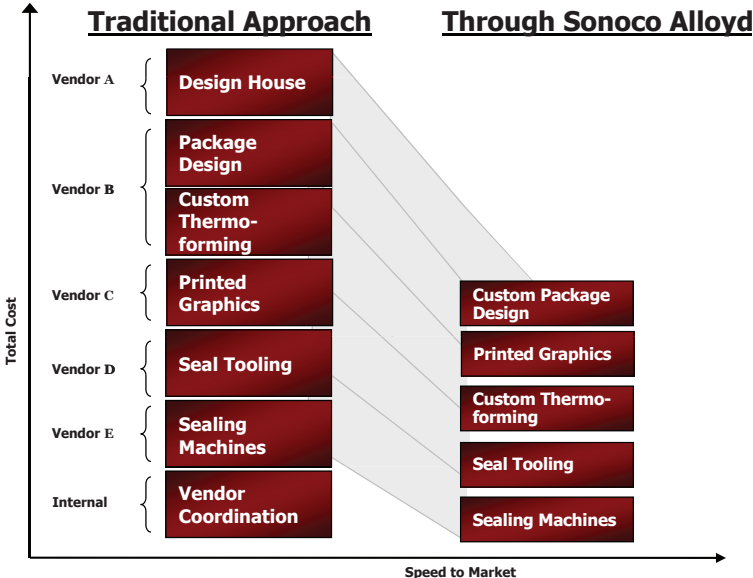 Traditional Approach
Through Sonoco Alloyd
Vendor A
Design House
Vendor B
Package
Design
Custom
Thermo-
forming
Vendor C
Printed
Graphics
Vendor D
Seal Tooling
Vendor E
Sealing
Machines
Internal
Vendor
Coordination
Custom Package
Design
Printed Graphics
Custom Thermo-
forming
Seal Tooling
Sealing Machines
Total Cost
Speed to Market